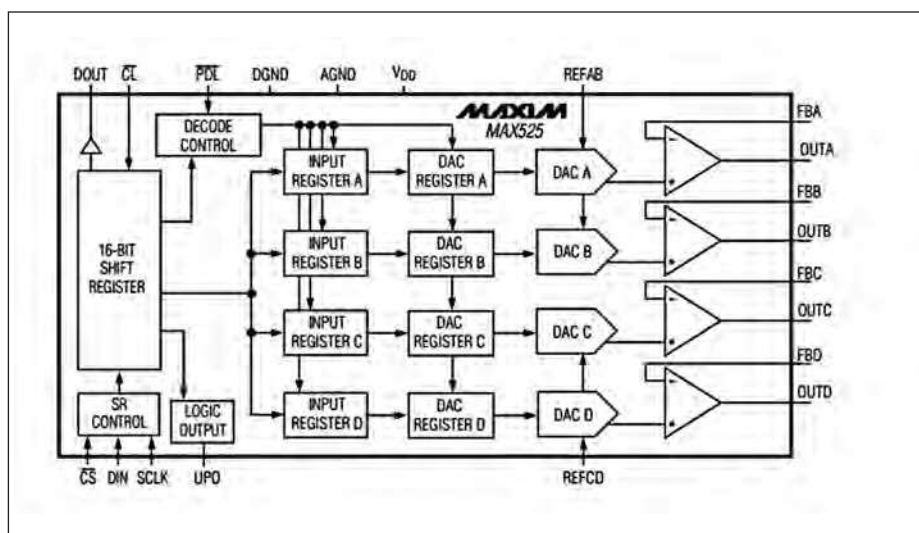 DOUT CL PDL DGND AGND VDD REFAB
MAXIM
MAX525
FBA
DECODE
CONTROL
INPUT
REGISTER A
DAC
REGISTER A
DAC A
OUTA
FBB
16-BIT
SHIFT
REGISTER
INPUT
REGISTER B
DAC
REGISTER B
DAC B
OUTB
FBC
INPUT
REGISTER C
DAC
REGISTER C
DAC C
OUTC
FBD
SR
CONTROL
LOGIC
OUTPUT
INPUT
REGISTER D
DAC
REGISTER D
DAC D
OUTD
CS DIN SCLK UPO REFCD